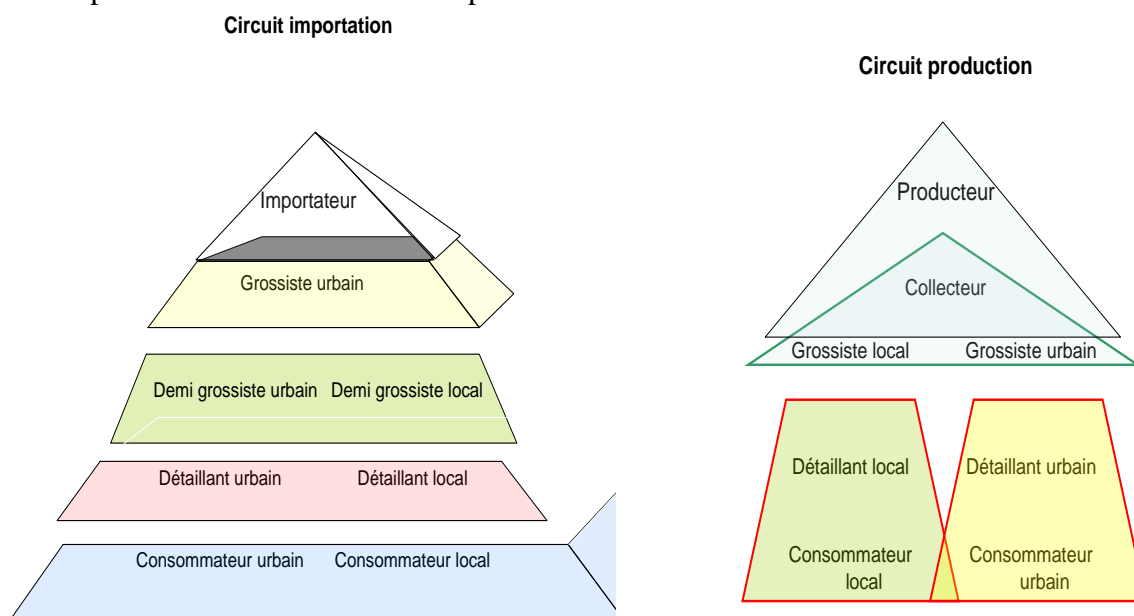 Circuit importation
Importateur
Grossiste urbain
Demi grossiste urbain Demi grossiste local
Détaillant urbain Détaillant local
Consommateur urbain Consommateur local
Circuit production
Producteur
Collecteur
Grossiste local Grossiste urbain
Détaillant local Détaillant urbain
Consommateur local
Consommateur urbain